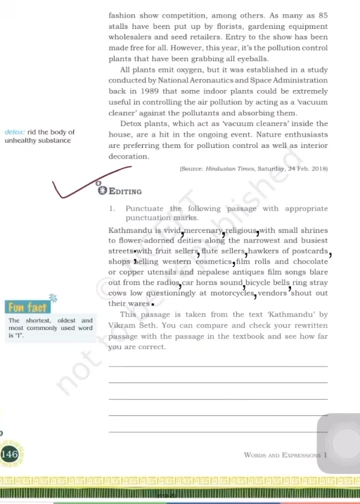 fashion show competition, among others. As many as 85
stalls have been put up by florists, gardening equipment
wholesalers and seed retailers. Entry to the show has been
made free for all. However, this year, it's the pollution control
plants that have been grabbing all eyeballs.
All plants emit oxygen, but it was established in a study
conducted by National Aeronautics and Space Administration
back in 1989 that some indoor plants could be extremely
useful in controlling the air pollution by acting as a 'vacuum
cleaner' against the pollutants and absorbing them.
Detox plants, which act as 'vacuum cleaners' inside the
house, are a hit in the ongoing event. Nature enthusiasts
are preferring them for pollution control as well as interior
decoration.
detox: rid the body of
unhealthy substance
(Source: Hindustan Times, Saturday, 24 Feb. 2018)
EDITING
1. Punctuate the following passage with appropriate
punctuation marks.
Kathmandu is vivid,mercenary,religious,with small shrines
to flower-adorned deities along the narrowest and busiest
streets.with fruit sellers,flute sellers,hawkers of postcards,
shops selling western cosmetics,film rolls and chocolate
or copper utensils and nepalese antiques film songs blare
out from the radios,car horns sound,bicycle bells,ring stray
cows low questioningly at motorcycles,vendors,shout out
their wares.
This passage is taken from the text 'Kathmandu' by
Vikram Seth. You can compare and check your rewritten
passage with the passage in the textbook and see how far
you are correct.
Fun fact
The shortest, oldest and
most commonly used word
is "I".
146
WORDS AND EXPRESSIONS 1